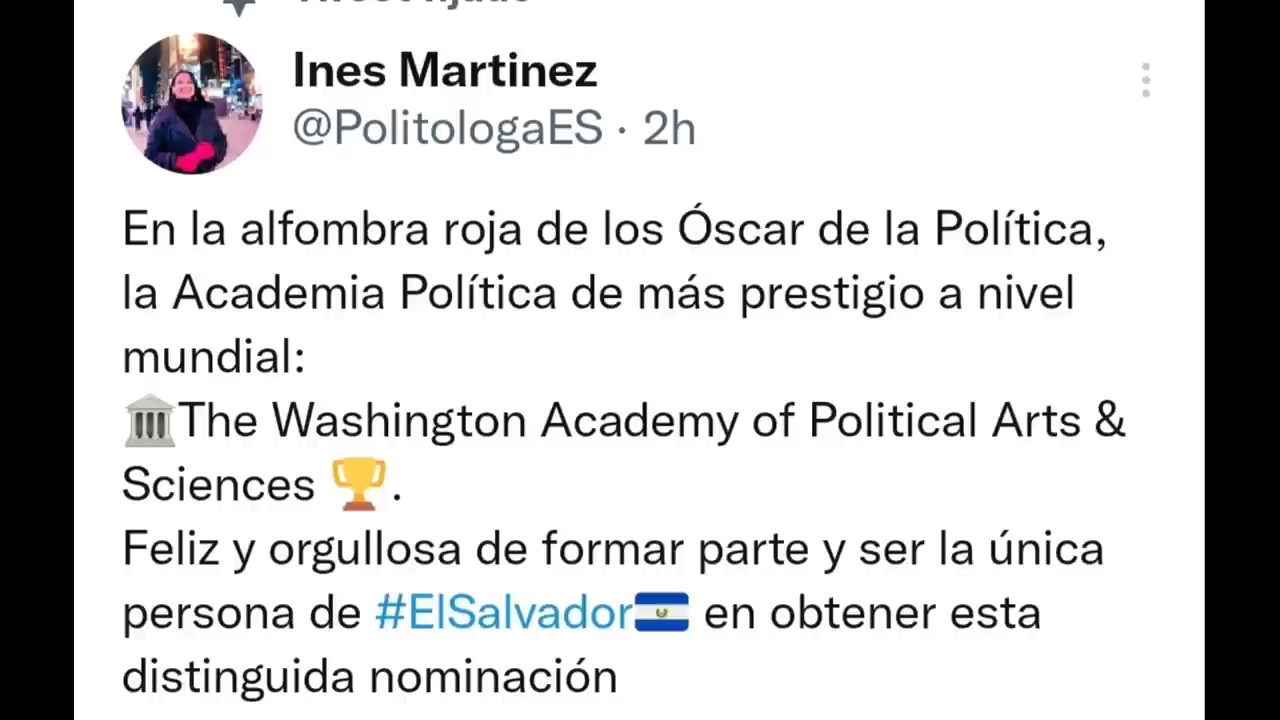 Ines Martinez
@PolitologaES · 2h
En la alfombra roja de los Óscar de la Política,
la Academia Política de más prestigio a nivel
mundial:
🏛️The Washington Academy of Political Arts &
Sciences 🏆.
Feliz y orgullosa de formar parte y ser la única
persona de #ElSalvador🇸🇻 en obtener esta
distinguida nominación